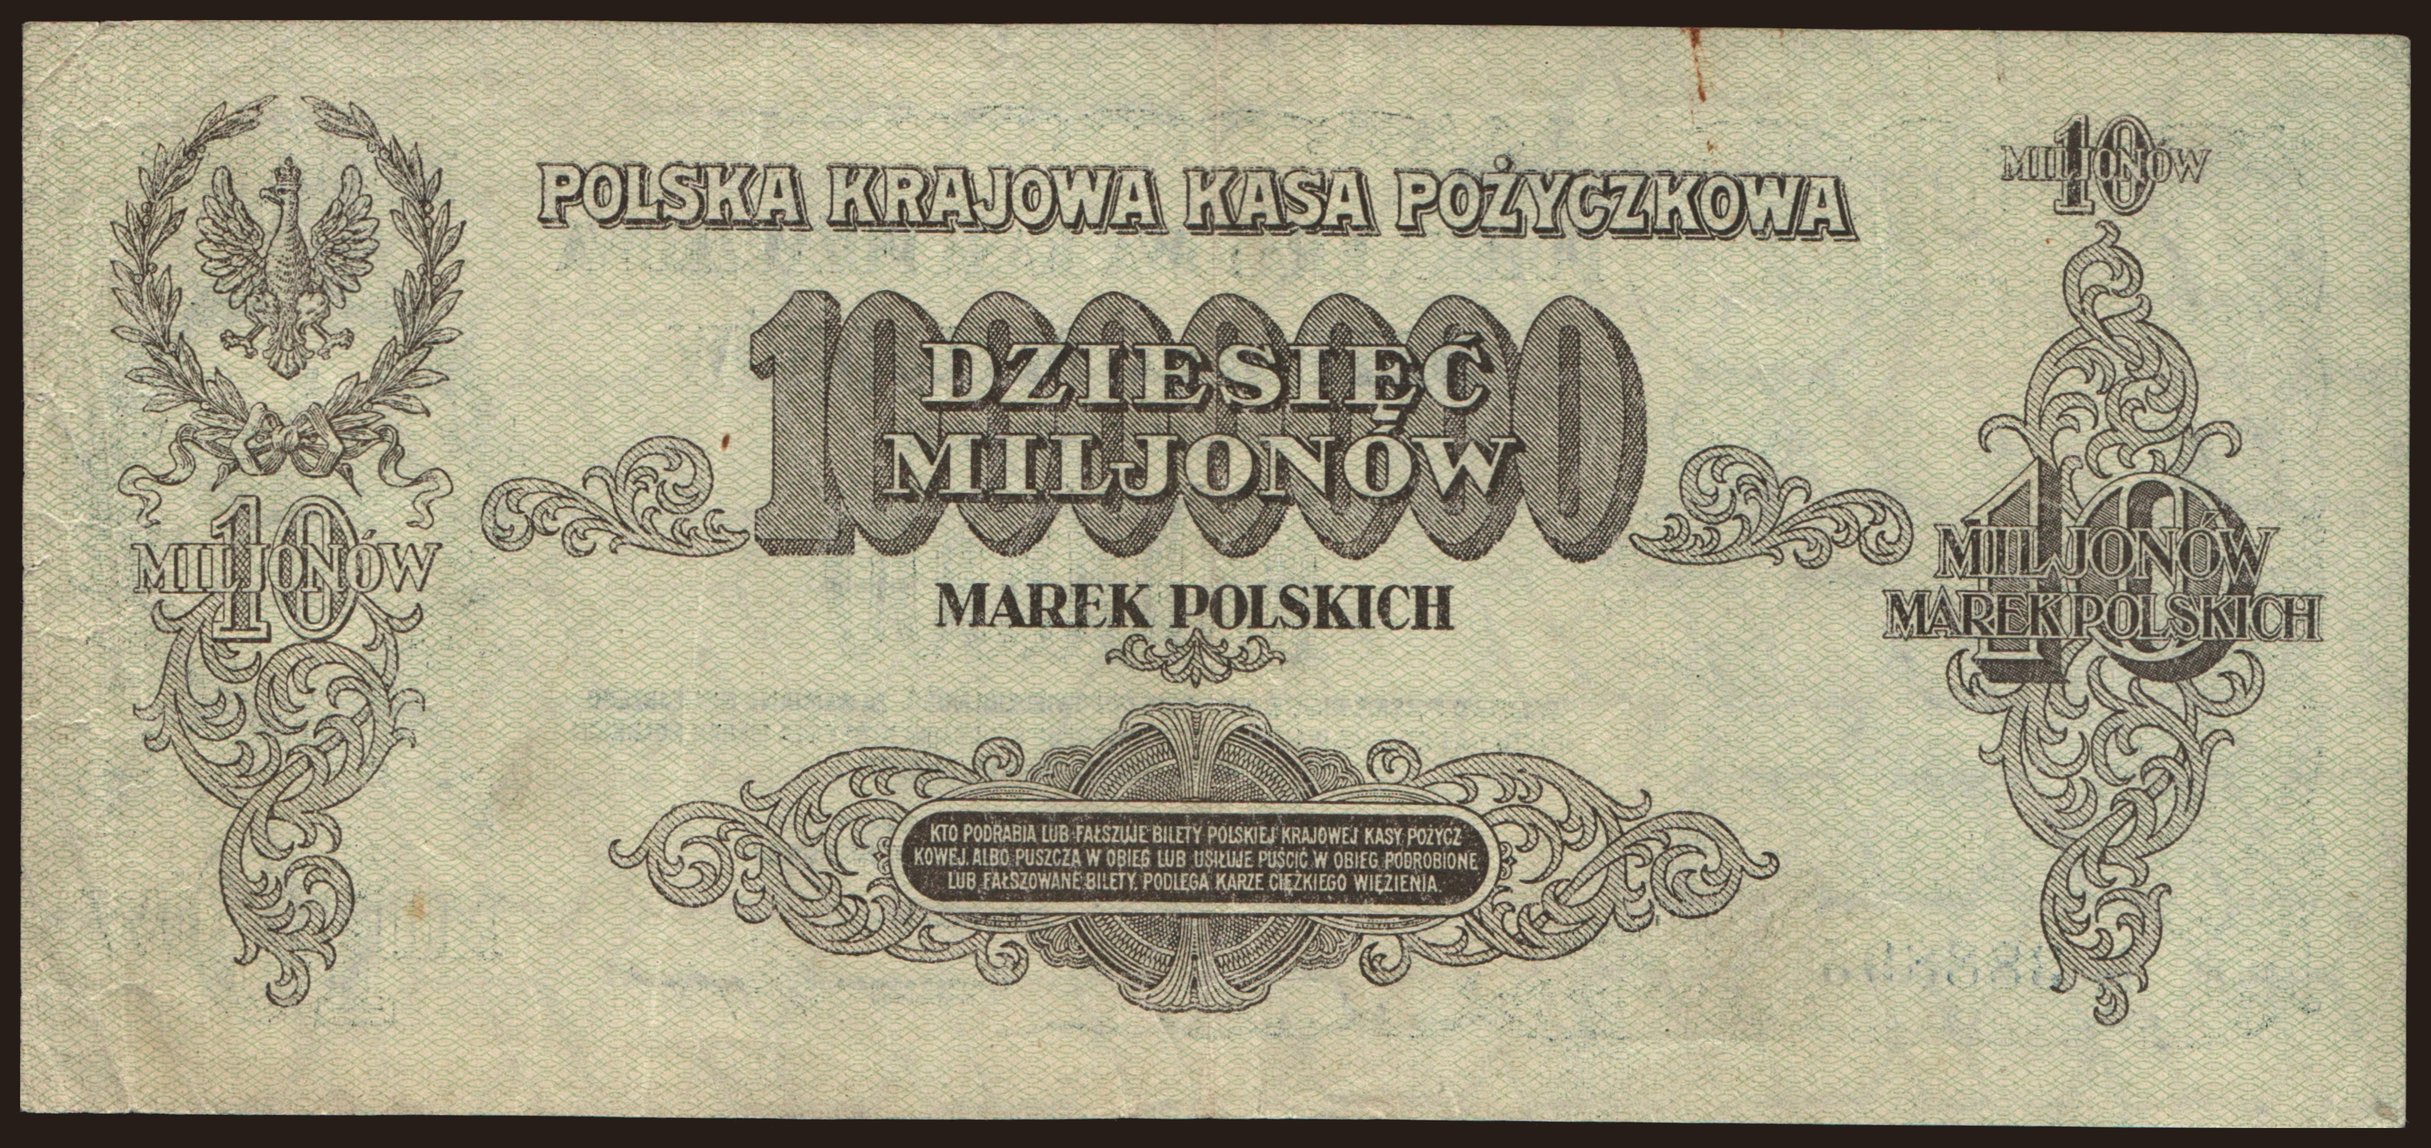 POLSKA KRAJOWA KASA POŻYCZKOWA
10
MILJONÓW
10000000
DZIESIĘĆ
MILJONÓW
MAREK POLSKICH
10
MILJONÓW
10
MILJONÓW
MAREK POLSKICH
KTO PODRABIA LUB FAŁSZUJE BILETY POLSKIEJ KRAJOWEJ KASY POŻYCZ
KOWEJ, ALBO PUSZCZA W OBIEG LUB USIŁUJE PUŚCIĆ W OBIEG PODROBIONE
LUB FAŁSZOWANE BILETY, PODLEGA KARZE CIĘŻKIEGO WIĘZIENIA.